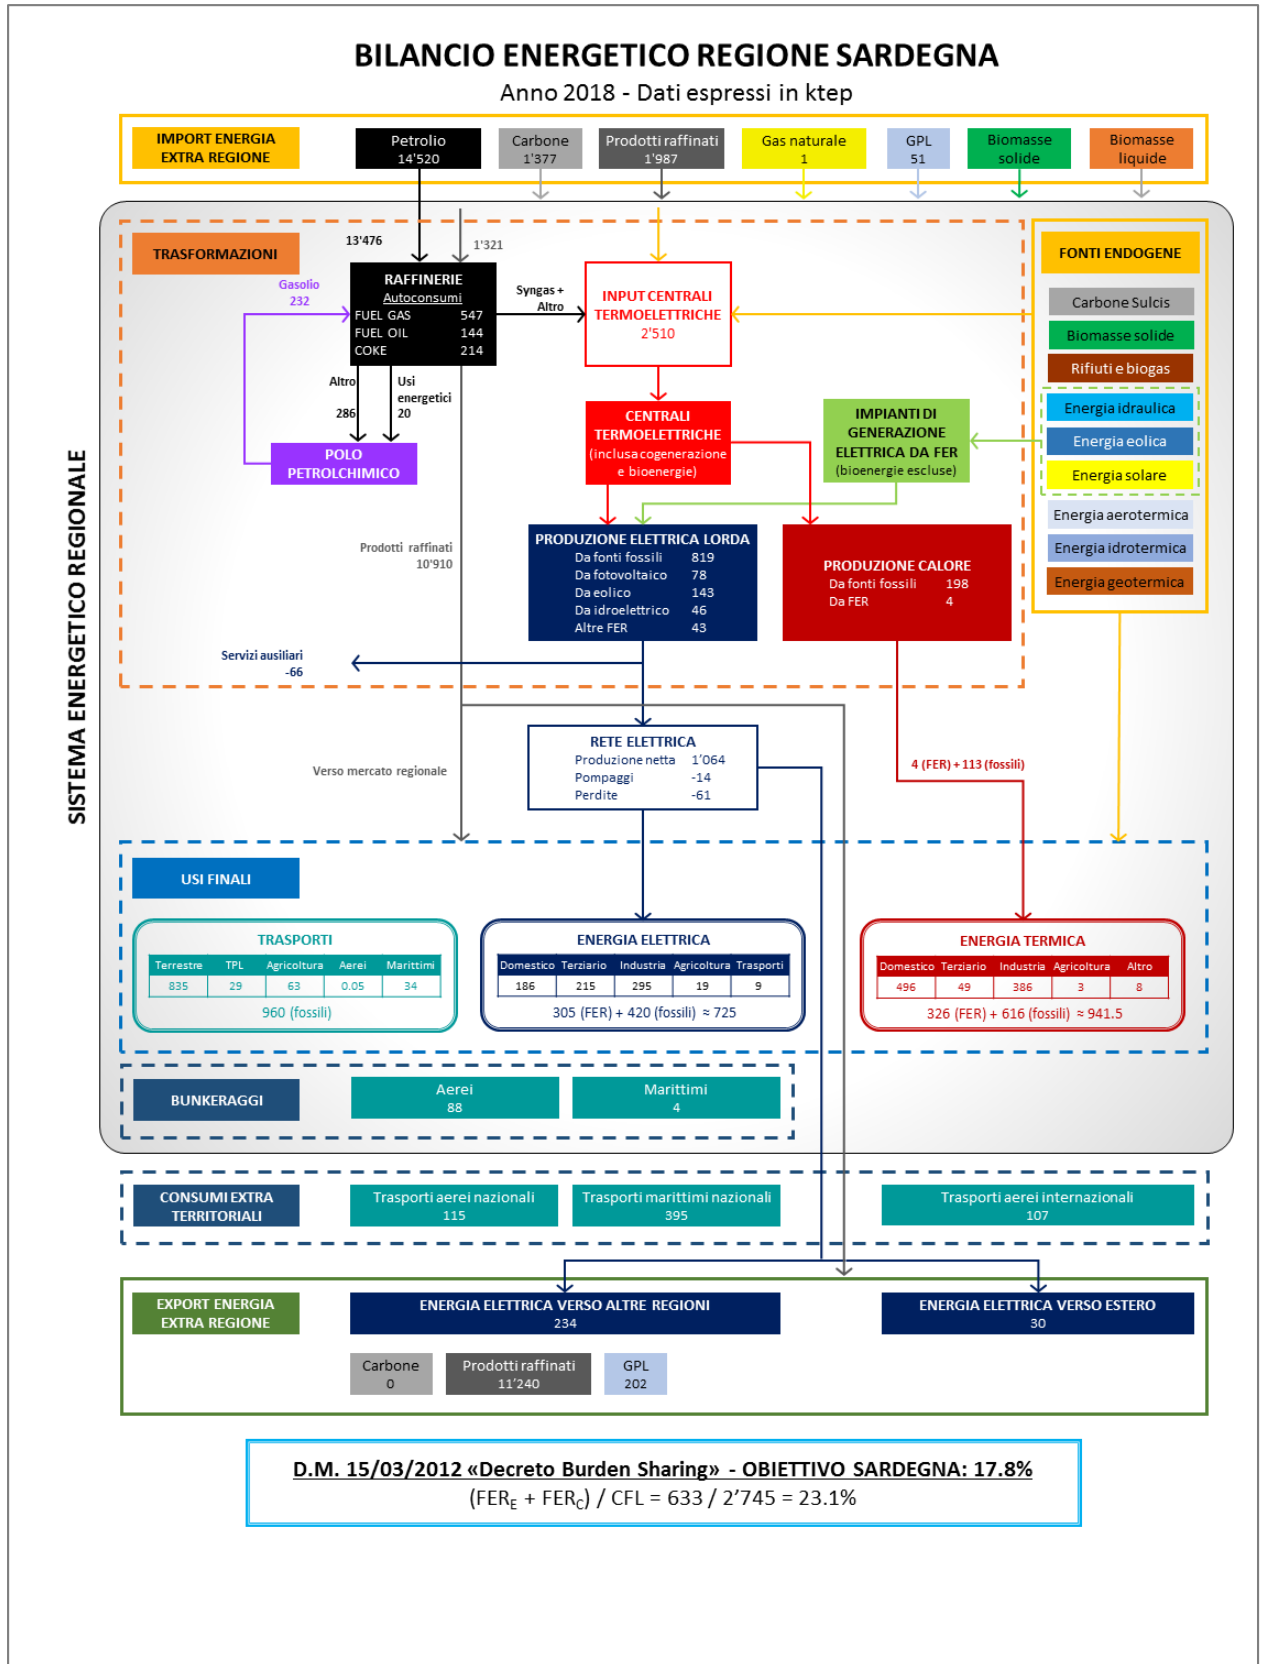 BILANCIO ENERGETICO REGIONE SARDEGNA
Anno 2018 - Dati espressi in ktep
IMPORT ENERGIA
EXTRA REGIONE
Petrolio
14'520
Carbone
1'377
Prodotti raffinati
1'987
Gas naturale
1
GPL
51
Biomasse
solide
Biomasse
liquide
SISTEMA ENERGETICO REGIONALE
TRASFORMAZIONI
13'476
1'321
RAFFINERIE
Autoconsumi
FUEL GAS 547
FUEL OIL 144
COKE 214
Gasolio
232
Syngas +
Altro
INPUT CENTRALI
TERMOELETTRICHE
2'510
Altro
286
Usi
energetici
20
POLO
PETROLCHIMICO
CENTRALI
TERMOELETTRICHE
(inclusa cogenerazione
e bioenergie)
IMPIANTI DI
GENERAZIONE
ELETTRICA DA FER
(bioenergie escluse)
FONTI ENDOGENE
Carbone Sulcis
Biomasse solide
Rifiuti e biogas
Energia idraulica
Energia eolica
Energia solare
Energia aerotermica
Energia idrotermica
Energia geotermica
Prodotti raffinati
10'910
PRODUZIONE ELETTRICA LORDA
Da fonti fossili 819
Da fotovoltaico 78
Da eolico 143
Da idroelettrico 46
Altre FER 43
PRODUZIONE CALORE
Da fonti fossili 198
Da FER 4
Servizi ausiliari
-66
RETE ELETTRICA
Produzione netta 1'064
Pompaggi -14
Perdite -61
Verso mercato regionale
4 (FER) + 113 (fossili)
USI FINALI
TRASPORTI
Terrestre TPL Agricoltura Aerei Marittimi
835 29 63 0.05 34
960 (fossili)
ENERGIA ELETTRICA
Domestico Terziario Industria Agricoltura Trasporti
186 215 295 19 9
305 (FER) + 420 (fossili) ≈ 725
ENERGIA TERMICA
Domestico Terziario Industria Agricoltura Altro
496 49 386 3 8
326 (FER) + 616 (fossili) ≈ 941.5
BUNKERAGGI
Aerei
88
Marittimi
4
CONSUMI EXTRA
TERRITORIALI
Trasporti aerei nazionali
115
Trasporti marittimi nazionali
395
Trasporti aerei internazionali
107
EXPORT ENERGIA
EXTRA REGIONE
ENERGIA ELETTRICA VERSO ALTRE REGIONI
234
ENERGIA ELETTRICA VERSO ESTERO
30
Carbone
0
Prodotti raffinati
11'240
GPL
202
D.M. 15/03/2012 «Decreto Burden Sharing» - OBIETTIVO SARDEGNA: 17.8%
(FERE + FERC) / CFL = 633 / 2'745 = 23.1%